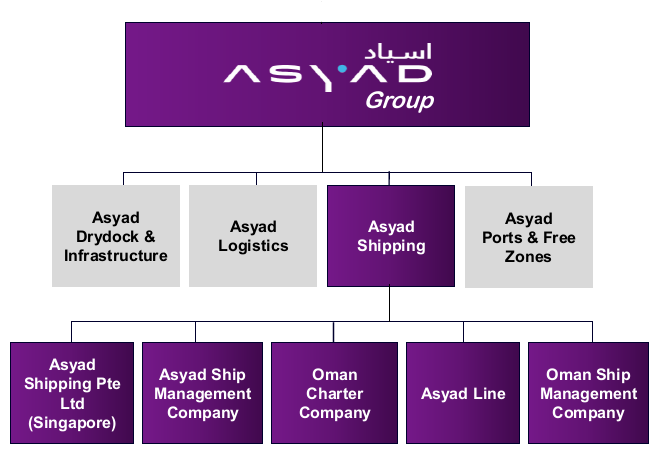 اسياد
ASYAD
Group
Asyad
Drydock &
Infrastructure
Asyad
Logistics
Asyad
Shipping
Asyad
Ports & Free
Zones
Asyad
Shipping Pte
Ltd
(Singapore)
Asyad Ship
Management
Company
Oman
Charter
Company
Asyad Line
Oman Ship
Management
Company